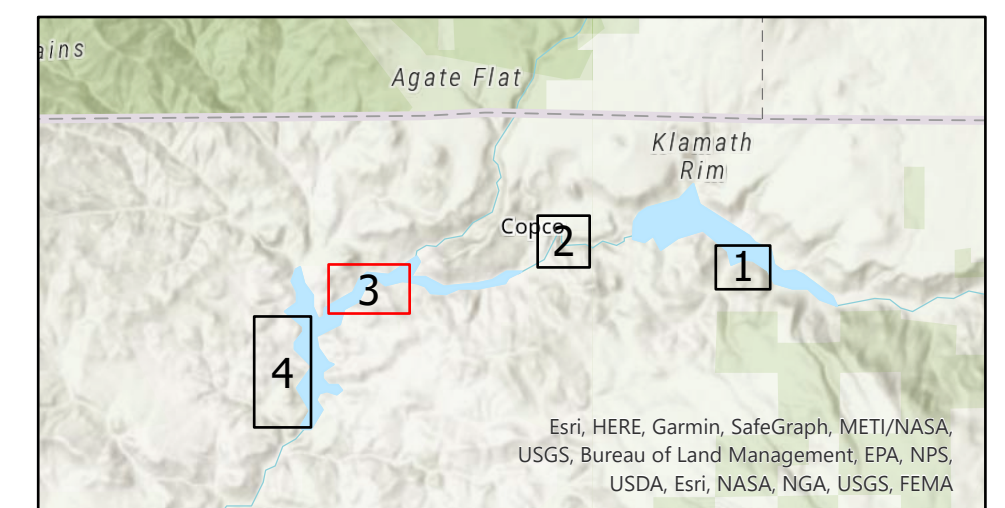 ains
Agate Flat
Klamath
Rim
Copco
2
1
3
4
Esri, HERE, Garmin, SafeGraph, METI/NASA,
USGS, Bureau of Land Management, EPA, NPS,
USDA, Esri, NASA, NGA, USGS, FEMA